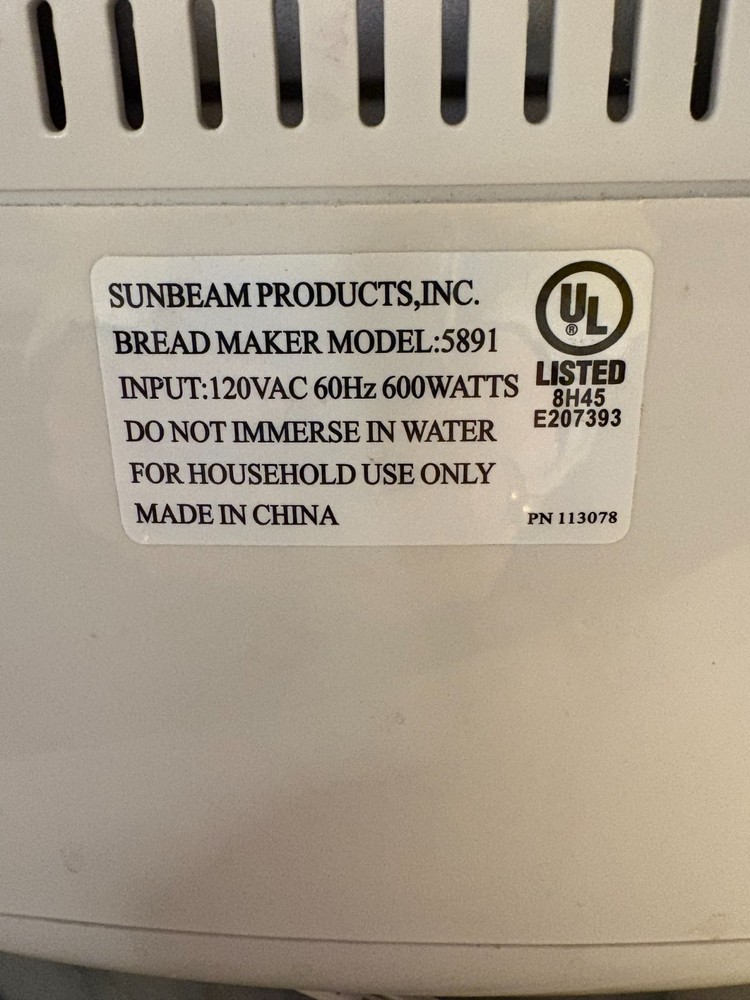 SUNBEAM PRODUCTS,INC.
BREAD MAKER MODEL:5891
INPUT:120VAC 60Hz 600WATTS
DO NOT IMMERSE IN WATER
FOR HOUSEHOLD USE ONLY
MADE IN CHINA
UL
®
LISTED
8H45
E207393
PN 113078